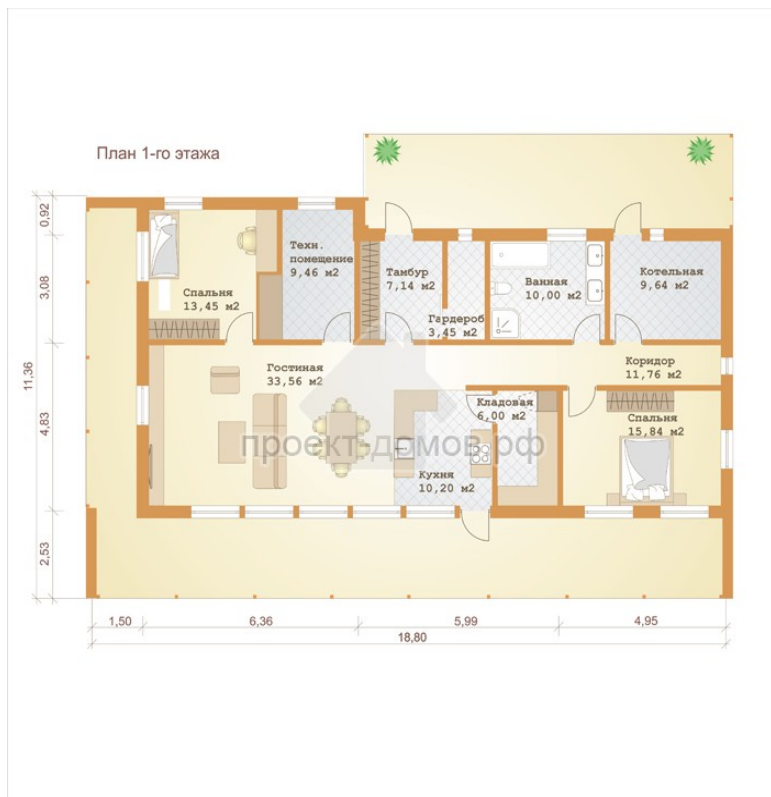 План 1-го этажа
Техн.
помещение
9,46 м2
Спальня
13,45 м2
Тамбур
7,14 м2
Гардероб
3,45 м2
Ванная
10,00 м2
Котельная
9,64 м2
Гостиная
33,56 м2
Коридор
11,76 м2
Кладовая
6,00 м2
Спальня
15,84 м2
Кухня
10,20 м2
проект-домов.рф
0,92
3,08
11,36
4,83
2,53
1,50
6,36
5,99
4,95
18,80